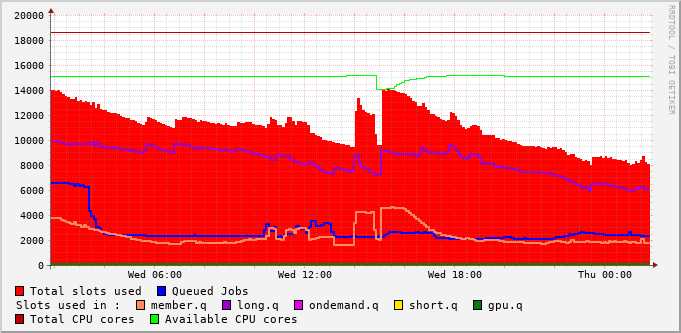 20000
18000
16000
14000
12000
10000
8000
6000
4000
2000
0
Wed 06:00 Wed 12:00 Wed 18:00 Thu 00:00
RRDTOOL / TOBI OETIKER
Total slots used Queued Jobs
Slots used in : member.q long.q ondemand.q short.q gpu.q
Total CPU cores Available CPU cores